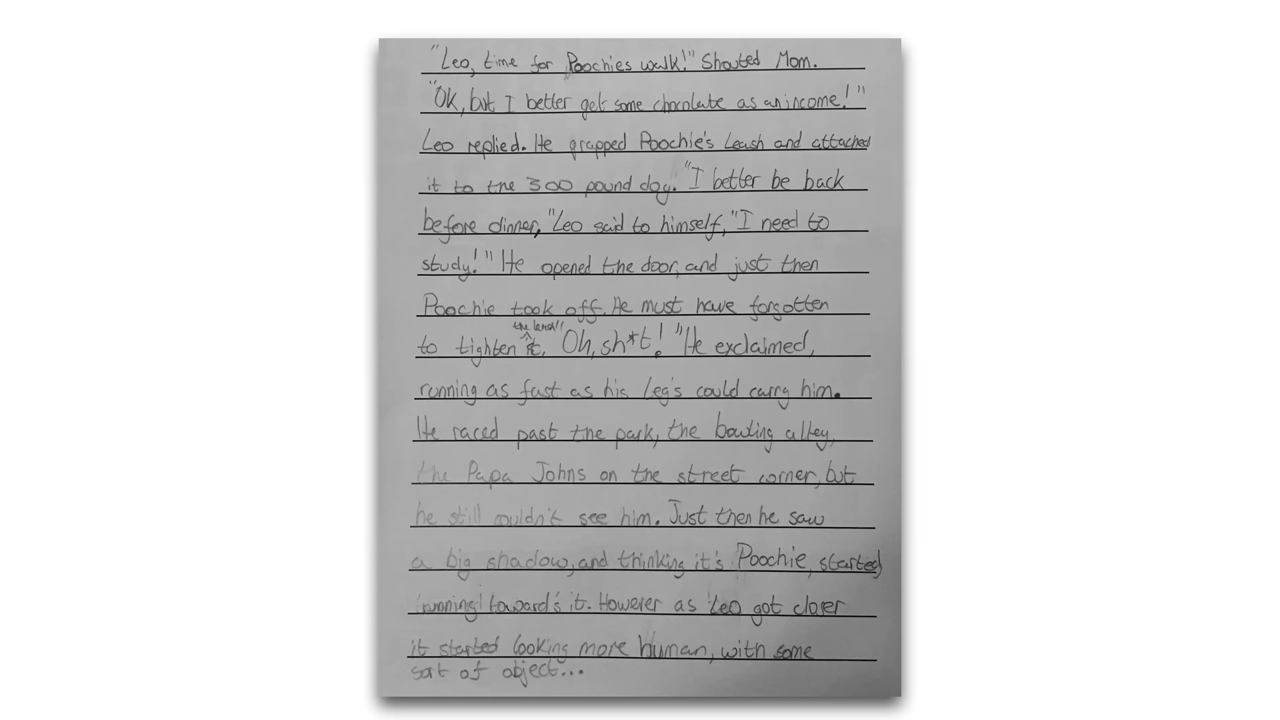 "Leo, time for Poochies walk!" Shouted Mom.
"OK, but I better get some chocolate as an income!"
Leo replied. He grapped Poochie's Leash and attached
it to the 300 pound dog. "I better be back
before dinner," Leo said to himself, "I need to
study!" He opened the door, and just then
Poochie took off. He must have forgotten
the leash
to tighten it. "Oh, sh*t!" He exclaimed,
running as fast as his leg's could carry him.
He raced past the park, the bowling alley,
the Papa Johns on the street corner, but
he still couldn't see him. Just then he saw
a big shadow, and thinking it's Poochie, started
running toward's it. However as Leo got closer
it started looking more human, with some
sort of object...